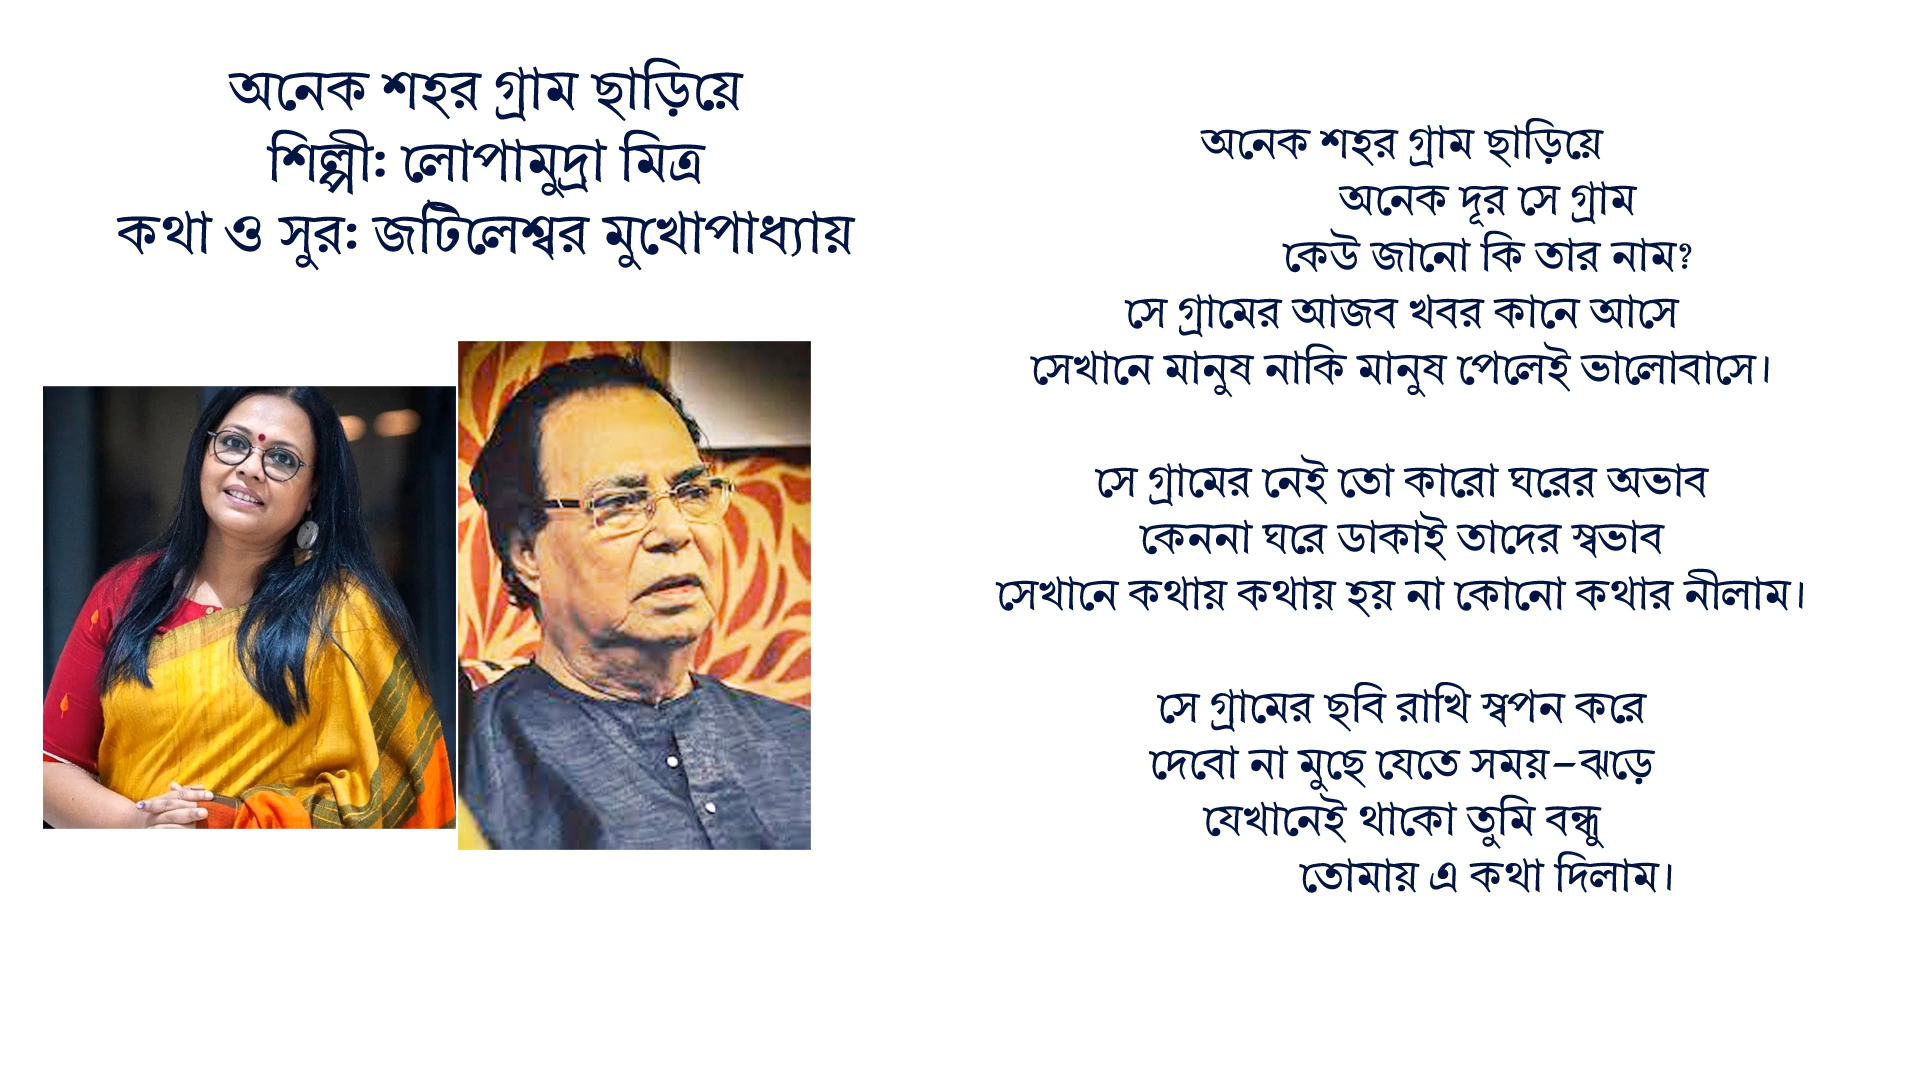 অনেক শহর গ্রাম ছাড়িয়ে
শিল্পী: লোপামুদ্রা মিত্র
কথা ও সুর: জটিলেশ্বর মুখোপাধ্যায়
অনেক শহর গ্রাম ছাড়িয়ে
অনেক দূর সে গ্রাম
কেউ জানো কি তার নাম?
সে গ্রামের আজব খবর কানে আসে
সেখানে মানুষ নাকি মানুষ পেলেই ভালোবাসে।
সে গ্রামের নেই তো কারো ঘরের অভাব
কেননা ঘরে ডাকাই তাদের স্বভাব
সেখানে কথায় কথায় হয় না কোনো কথার নীলাম।
সে গ্রামের ছবি রাখি স্বপন করে
দেবো না মুছে যেতে সময়-ঝড়ে
যেখানেই থাকো তুমি বন্ধু
তোমায় এ কথা দিলাম।